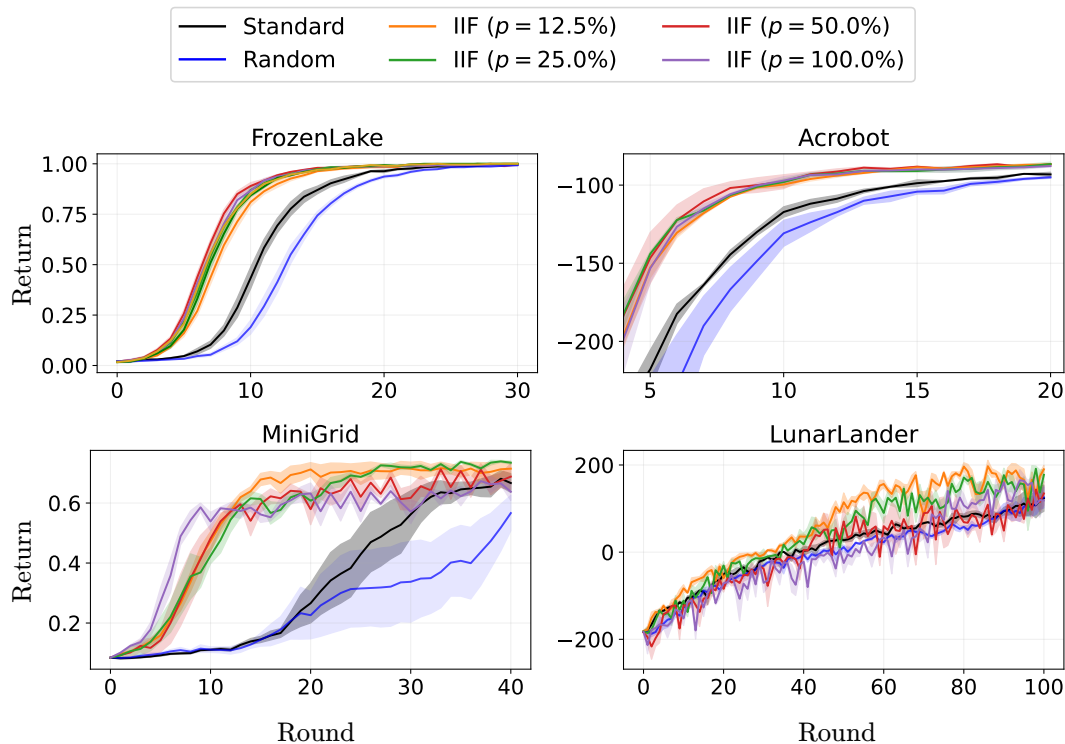 Standard
IIF (p = 12.5%)
IIF (p = 50.0%)
Random
IIF (p = 25.0%)
IIF (p = 100.0%)
FrozenLake
Acrobot
1.00
0.75
0.50
0.25
0.00
Return
0
10
20
30
−100
−150
−200
5
10
15
20
MiniGrid
LunarLander
0.6
0.4
0.2
Return
0
10
20
30
40
Round
200
0
−200
0
20
40
60
80
100
Round